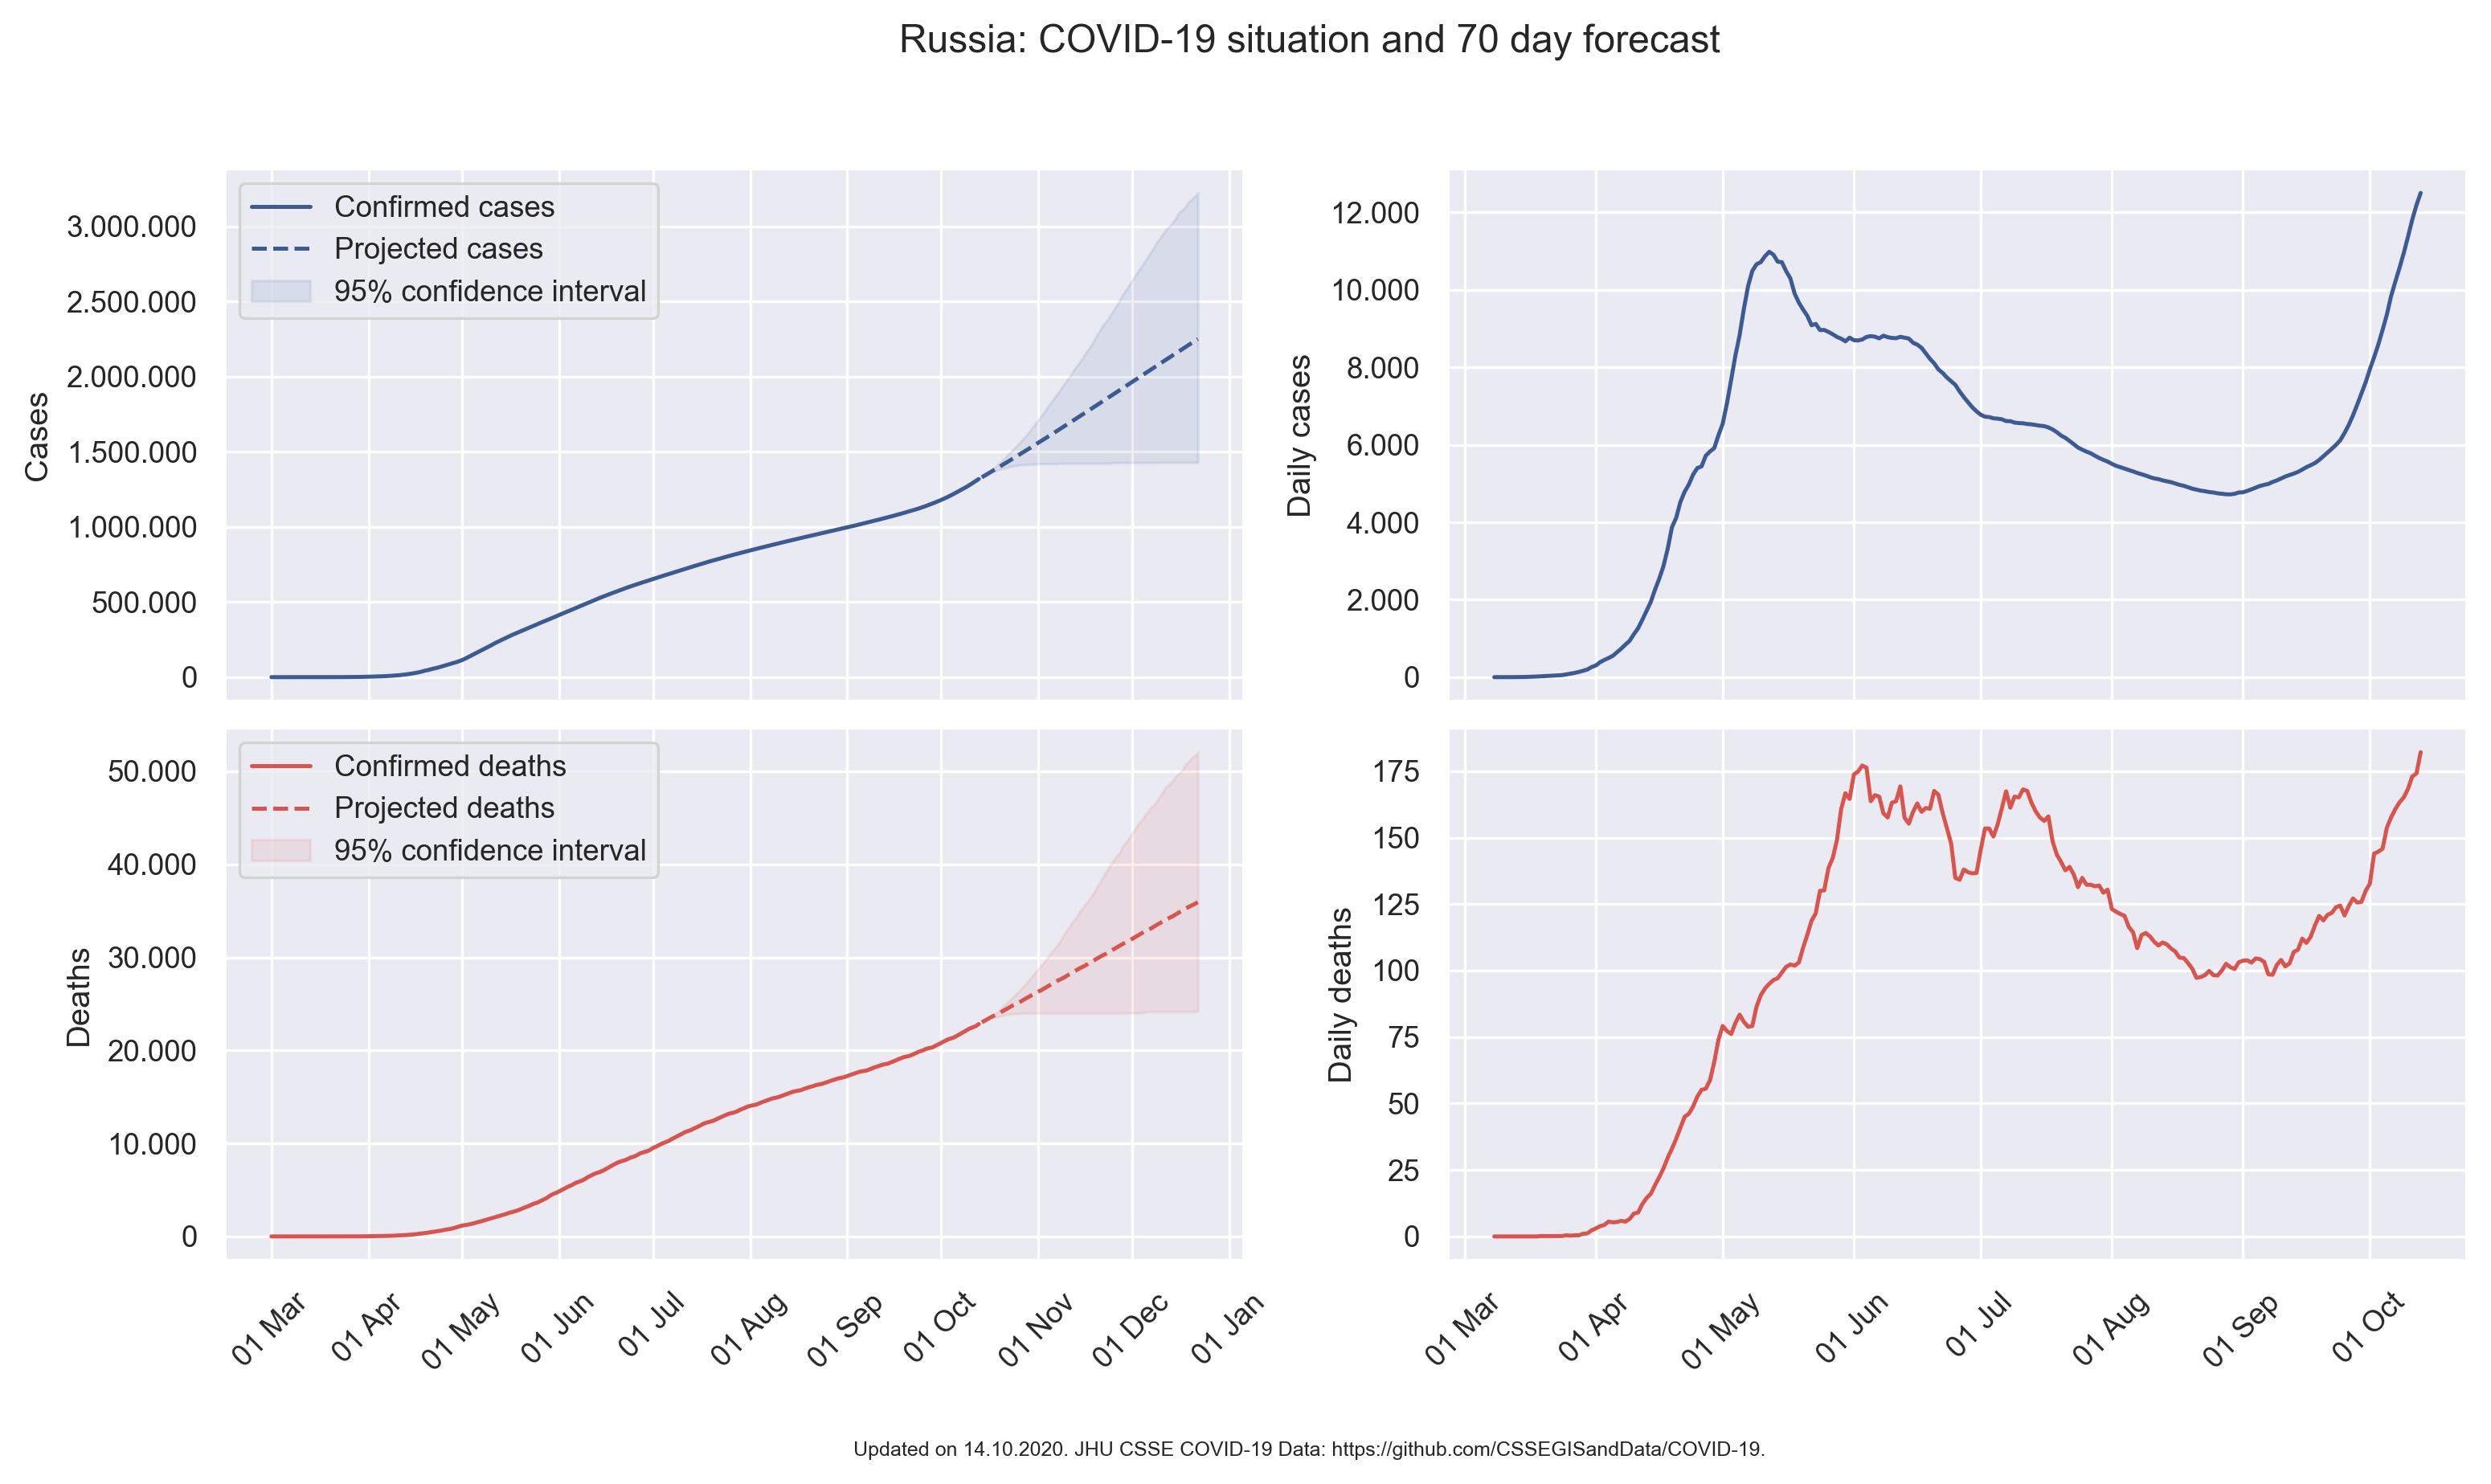 Russia: COVID-19 situation and 70 day forecast
Confirmed cases
Projected cases
95% confidence interval
3.000.000
2.500.000
2.000.000
1.500.000
1.000.000
500.000
0
Cases
12.000
10.000
8.000
6.000
4.000
2.000
0
Daily cases
Confirmed deaths
Projected deaths
95% confidence interval
50.000
40.000
30.000
20.000
10.000
0
Deaths
01 Mar
01 Apr
01 May
01 Jun
01 Jul
01 Aug
01 Sep
01 Oct
01 Nov
01 Dec
01 Jan
175
150
125
100
75
50
25
0
Daily deaths
01 Mar
01 Apr
01 May
01 Jun
01 Jul
01 Aug
01 Sep
01 Oct
Updated on 14.10.2020. JHU CSSE COVID-19 Data: https://github.com/CSSEGISandData/COVID-19.